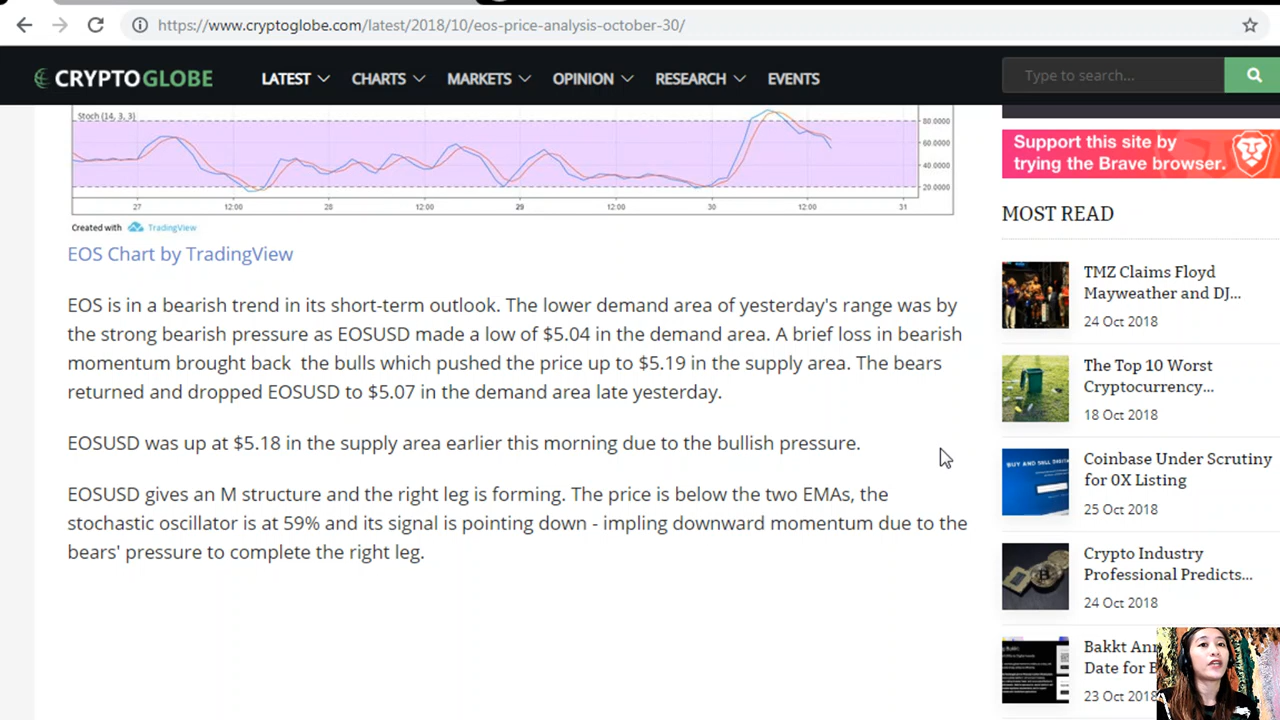 https://www.cryptoglobe.com/latest/2018/10/eos-price-analysis-october-30/
CRYPTOGLOBE
LATEST
CHARTS
MARKETS
OPINION
RESEARCH
EVENTS
Type to search...
Stoch (14, 3, 3)
80.0000
60.0000
40.0000
20.0000
27
12:00
28
12:00
29
12:00
30
12:00
31
Created with TradingView
EOS Chart by TradingView
EOS is in a bearish trend in its short-term outlook. The lower demand area of yesterday's range was by
the strong bearish pressure as EOSUSD made a low of $5.04 in the demand area. A brief loss in bearish
momentum brought back the bulls which pushed the price up to $5.19 in the supply area. The bears
returned and dropped EOSUSD to $5.07 in the demand area late yesterday.
EOSUSD was up at $5.18 in the supply area earlier this morning due to the bullish pressure.
EOSUSD gives an M structure and the right leg is forming. The price is below the two EMAs, the
stochastic oscillator is at 59% and its signal is pointing down - impling downward momentum due to the
bears' pressure to complete the right leg.
Support this site by
trying the Brave browser.
MOST READ
TMZ Claims Floyd
Mayweather and DJ...
24 Oct 2018
The Top 10 Worst
Cryptocurrency...
18 Oct 2018
BUY AND SELL DIGITA
Coinbase Under Scrutiny
for 0X Listing
25 Oct 2018
Crypto Industry
Professional Predicts...
24 Oct 2018
Bakkt Ann
Date for B
23 Oct 2018